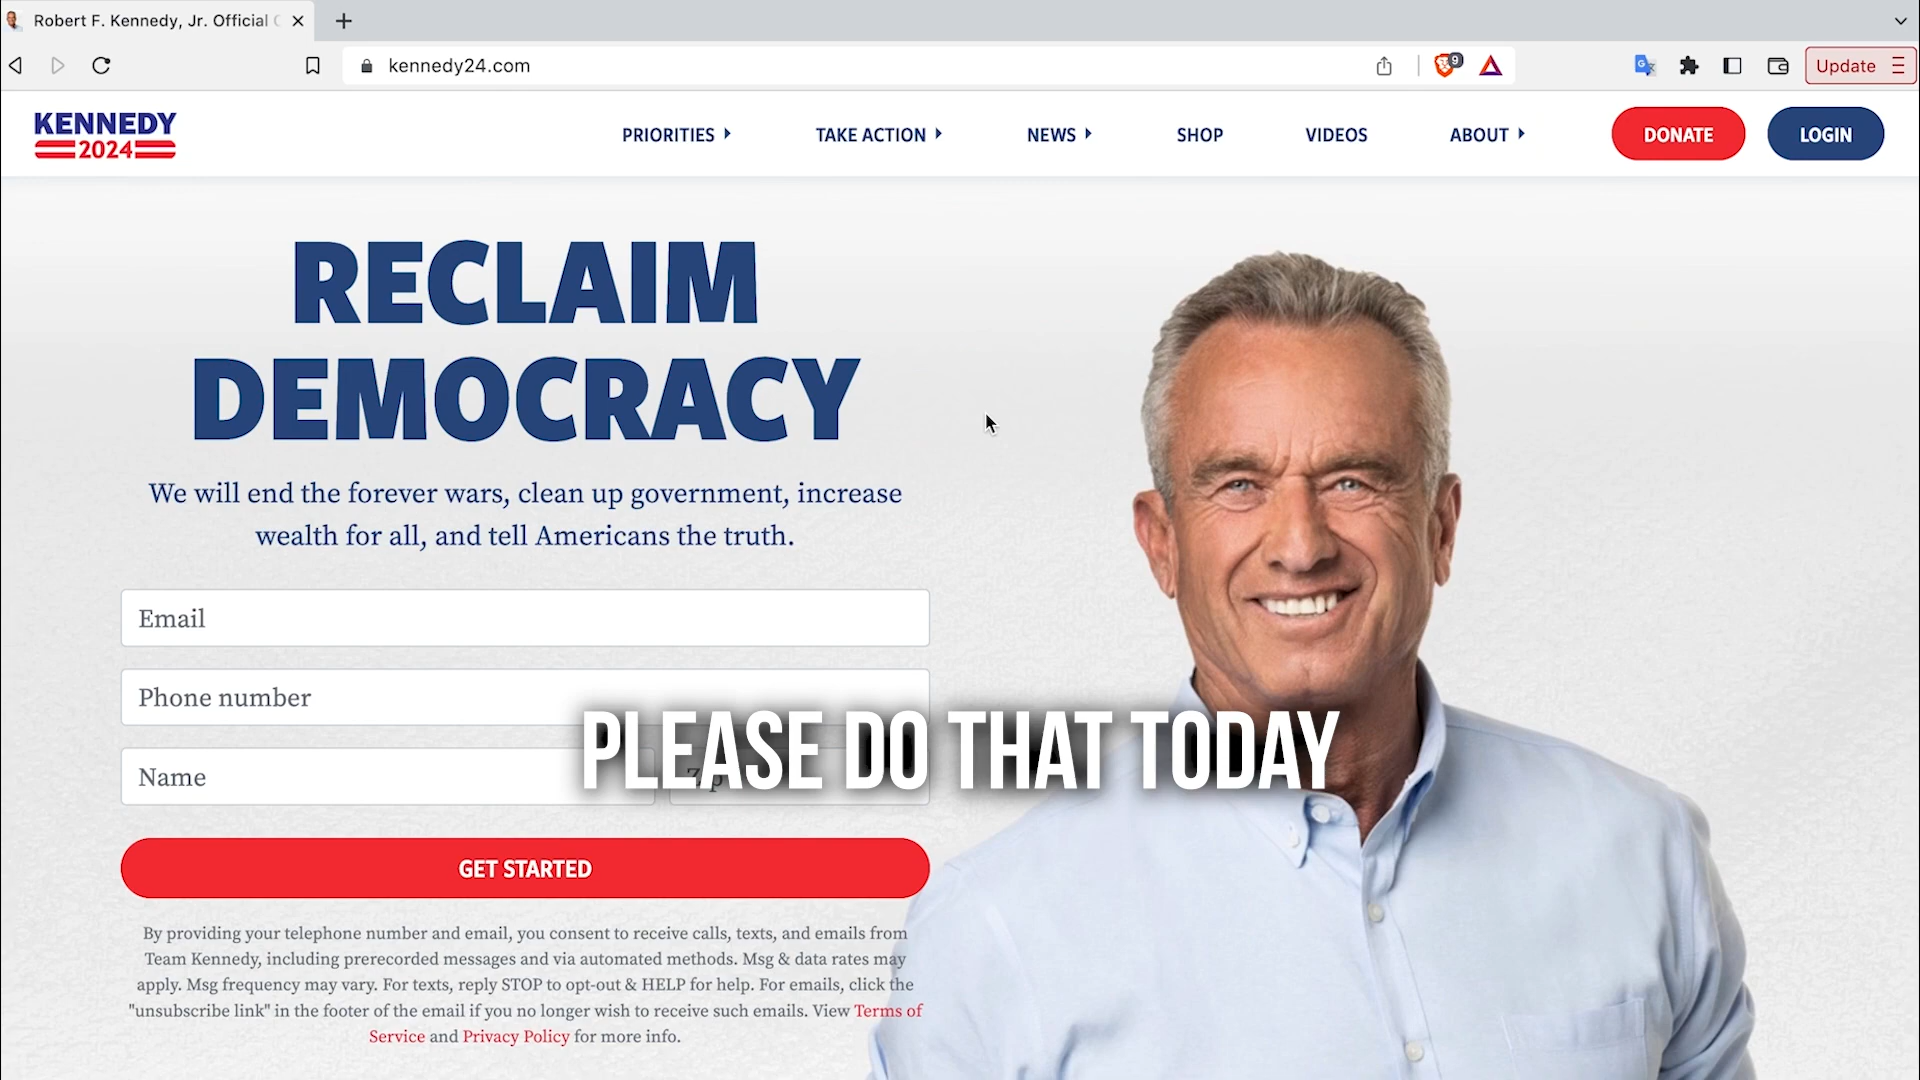 Robert F. Kennedy, Jr. Official
kennedy24.com
9
Update
KENNEDY
2024
PRIORITIES
TAKE ACTION
NEWS
SHOP
VIDEOS
ABOUT
DONATE
LOGIN
RECLAIM
DEMOCRACY
We will end the forever wars, clean up government, increase
wealth for all, and tell Americans the truth.
Email
Phone number
PLEASE DO THAT TODAY
Name
Zip
GET STARTED
By providing your telephone number and email, you consent to receive calls, texts, and emails from
Team Kennedy, including prerecorded messages and via automated methods. Msg & data rates may
apply. Msg frequency may vary. For texts, reply STOP to opt-out & HELP for help. For emails, click the
"unsubscribe link" in the footer of the email if you no longer wish to receive such emails. View Terms of
Service and Privacy Policy for more info.